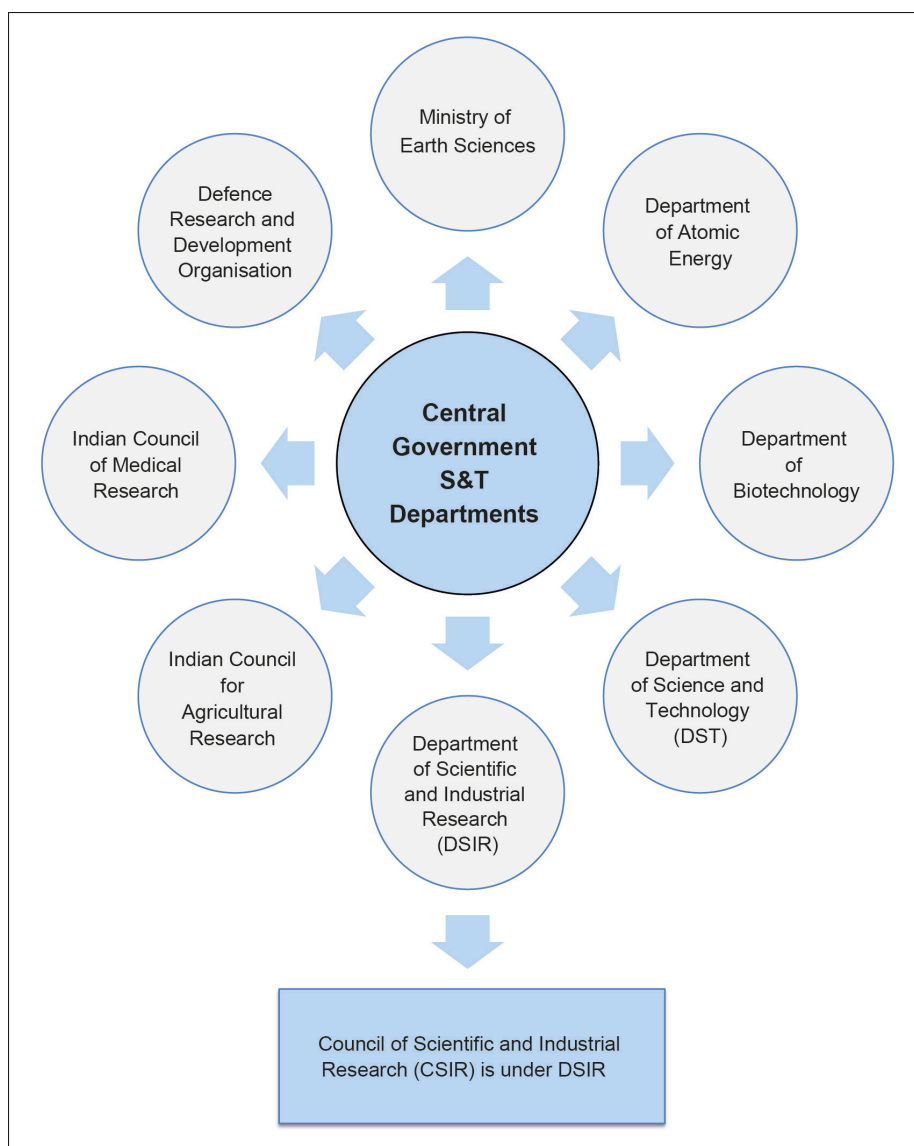 Ministry of
Earth Sciences
Defence
Research and
Development
Organisation
Department
of Atomic
Energy
Central
Government
S&T
Departments
Indian Council
of Medical
Research
Department
of
Biotechnology
Indian Council
for
Agricultural
Research
Department
of Science and
Technology
(DST)
Department
of Scientific
and Industrial
Research
(DSIR)
Council of Scientific and Industrial
Research (CSIR) is under DSIR